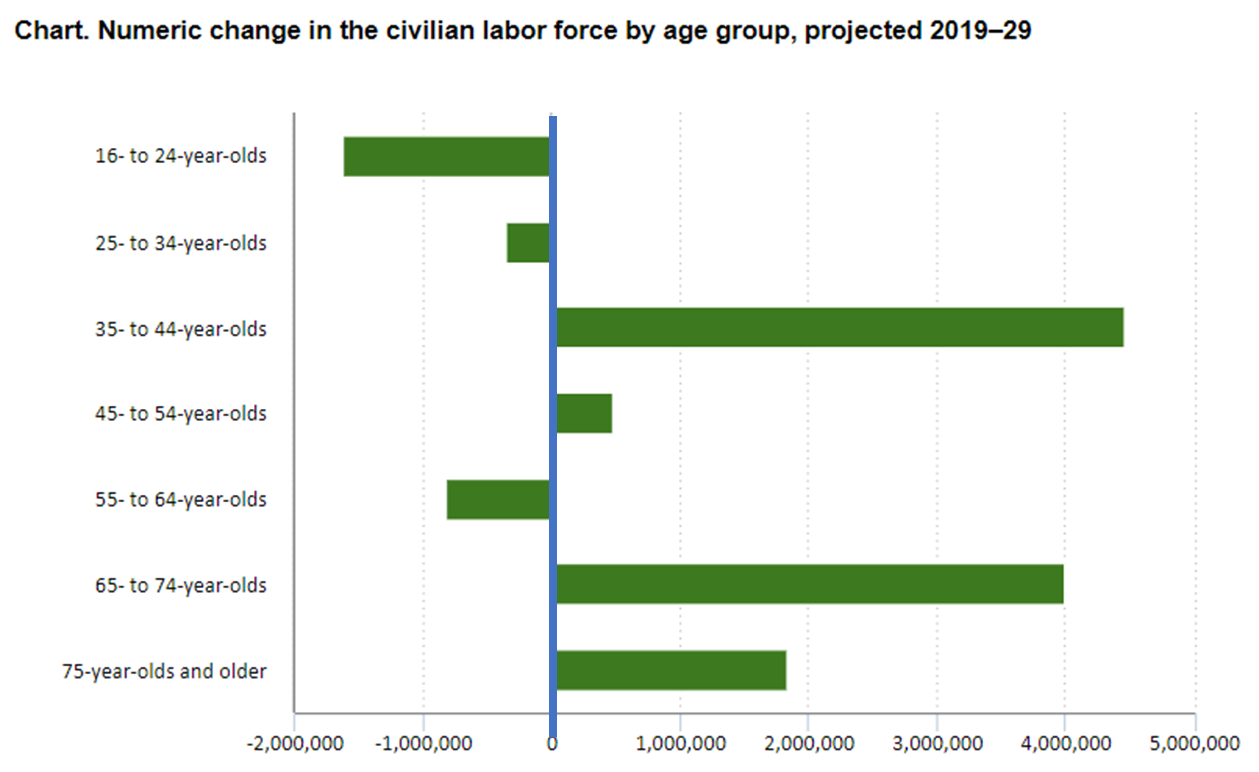 Chart. Numeric change in the civilian labor force by age group, projected 2019–29
16- to 24-year-olds
25- to 34-year-olds
35- to 44-year-olds
45- to 54-year-olds
55- to 64-year-olds
65- to 74-year-olds
75-year-olds and older
-2,000,000 -1,000,000 0 1,000,000 2,000,000 3,000,000 4,000,000 5,000,000